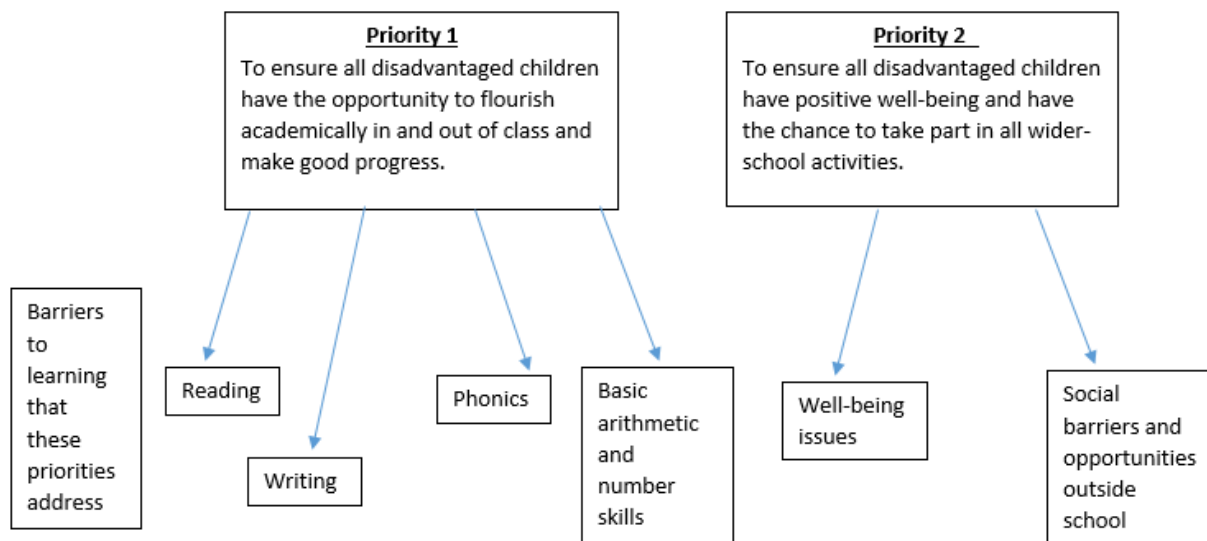 Priority 1
To ensure all disadvantaged children
have the opportunity to flourish
academically in and out of class and
make good progress.
Priority 2
To ensure all disadvantaged children
have positive well-being and have
the chance to take part in all wider-
school activities.
Barriers
to
learning
that
these
priorities
address
Reading
Writing
Phonics
Basic
arithmetic
and
number
skills
Well-being
issues
Social
barriers and
opportunities
outside
school